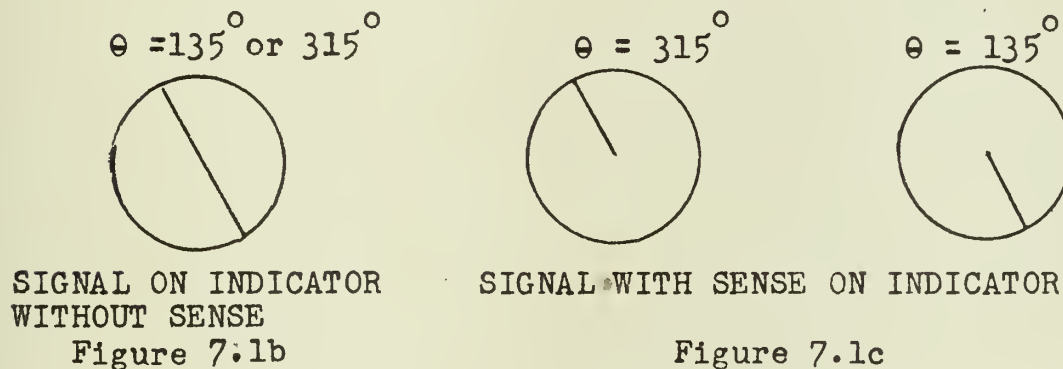 θ =135° or 315°
θ = 315°
θ = 135°
SIGNAL ON INDICATOR
WITHOUT SENSE
Figure 7.1b
SIGNAL WITH SENSE ON INDICATOR
Figure 7.1c